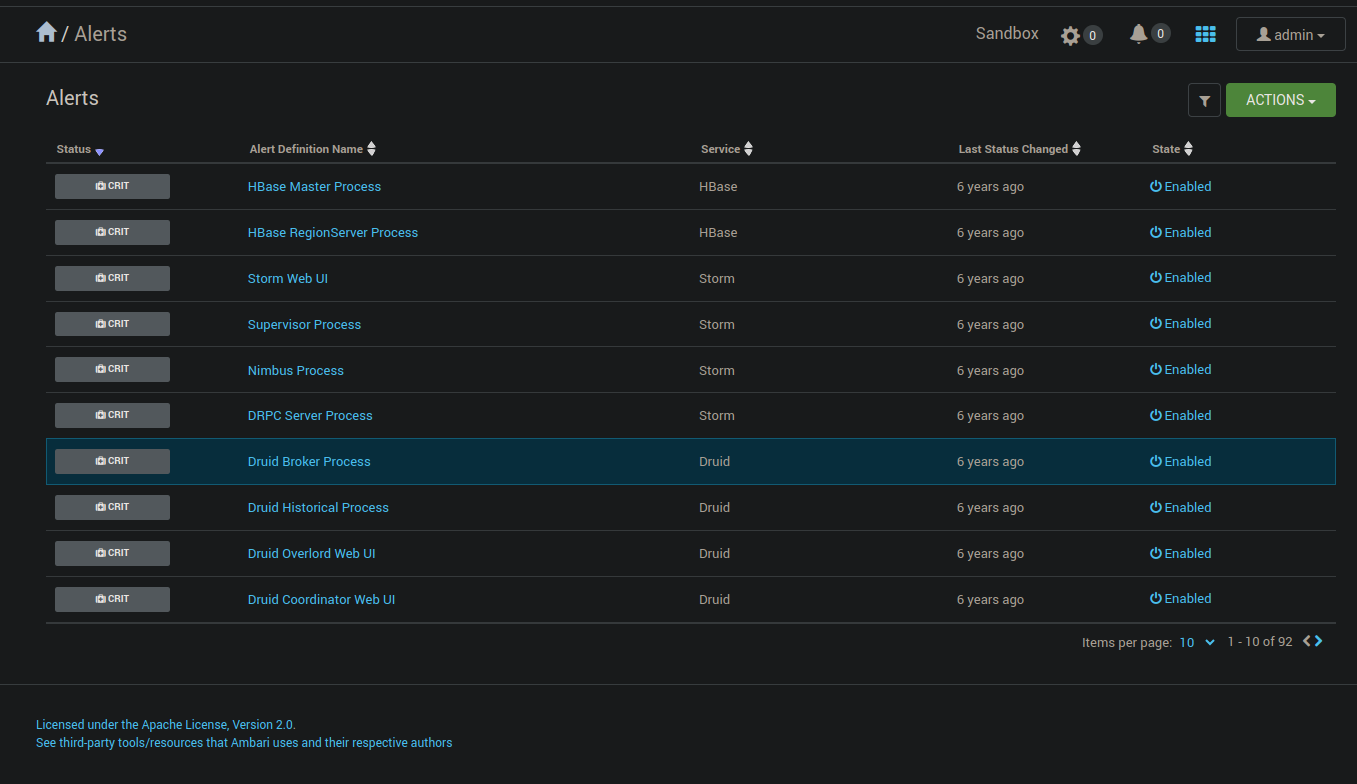 / Alerts Sandbox 0 0 admin
Alerts ACTIONS
Status Alert Definition Name Service Last Status Changed State
CRIT HBase Master Process HBase 6 years ago Enabled
CRIT HBase RegionServer Process HBase 6 years ago Enabled
CRIT Storm Web UI Storm 6 years ago Enabled
CRIT Supervisor Process Storm 6 years ago Enabled
CRIT Nimbus Process Storm 6 years ago Enabled
CRIT DRPC Server Process Storm 6 years ago Enabled
CRIT Druid Broker Process Druid 6 years ago Enabled
CRIT Druid Historical Process Druid 6 years ago Enabled
CRIT Druid Overlord Web UI Druid 6 years ago Enabled
CRIT Druid Coordinator Web UI Druid 6 years ago Enabled
Items per page: 10 1 - 10 of 92
Licensed under the Apache License, Version 2.0.
See third-party tools/resources that Ambari uses and their respective authors